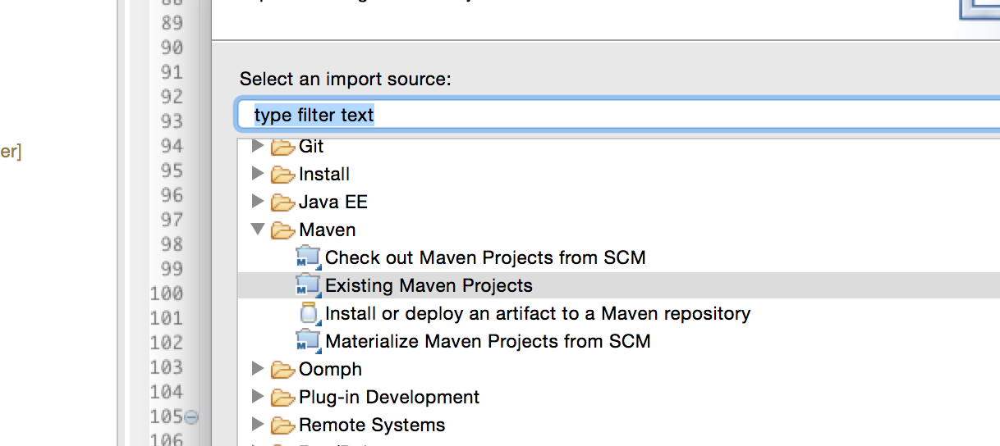 89
90
91
Select an import source:
92
93
type filter text
94
Git
er]
95
Install
96
Java EE
97
Maven
98
Check out Maven Projects from SCM
99
100
Existing Maven Projects
101
Install or deploy an artifact to a Maven repository
102
Materialize Maven Projects from SCM
103
Oomph
104
Plug-in Development
105
Remote Systems
106